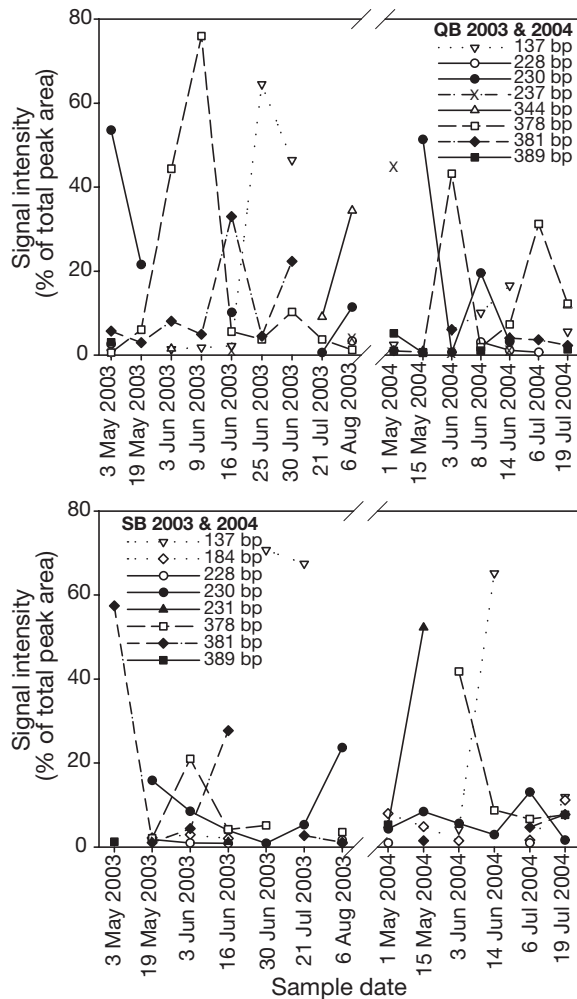 80
60
40
20
0
Signal intensity
(% of total peak area)
QB 2003 & 2004
137 bp
228 bp
230 bp
237 bp
344 bp
378 bp
381 bp
389 bp
3 May 2003
19 May 2003
3 Jun 2003
9 Jun 2003
16 Jun 2003
25 Jun 2003
30 Jun 2003
21 Jul 2003
6 Aug 2003
1 May 2004
15 May 2004
3 Jun 2004
8 Jun 2004
14 Jun 2004
6 Jul 2004
19 Jul 2004
80
60
40
20
0
Signal intensity
(% of total peak area)
SB 2003 & 2004
137 bp
184 bp
228 bp
230 bp
231 bp
378 bp
381 bp
389 bp
3 May 2003
19 May 2003
3 Jun 2003
16 Jun 2003
30 Jun 2003
21 Jul 2003
6 Aug 2003
1 May 2004
15 May 2004
3 Jun 2004
14 Jun 2004
6 Jul 2004
19 Jul 2004
Sample date